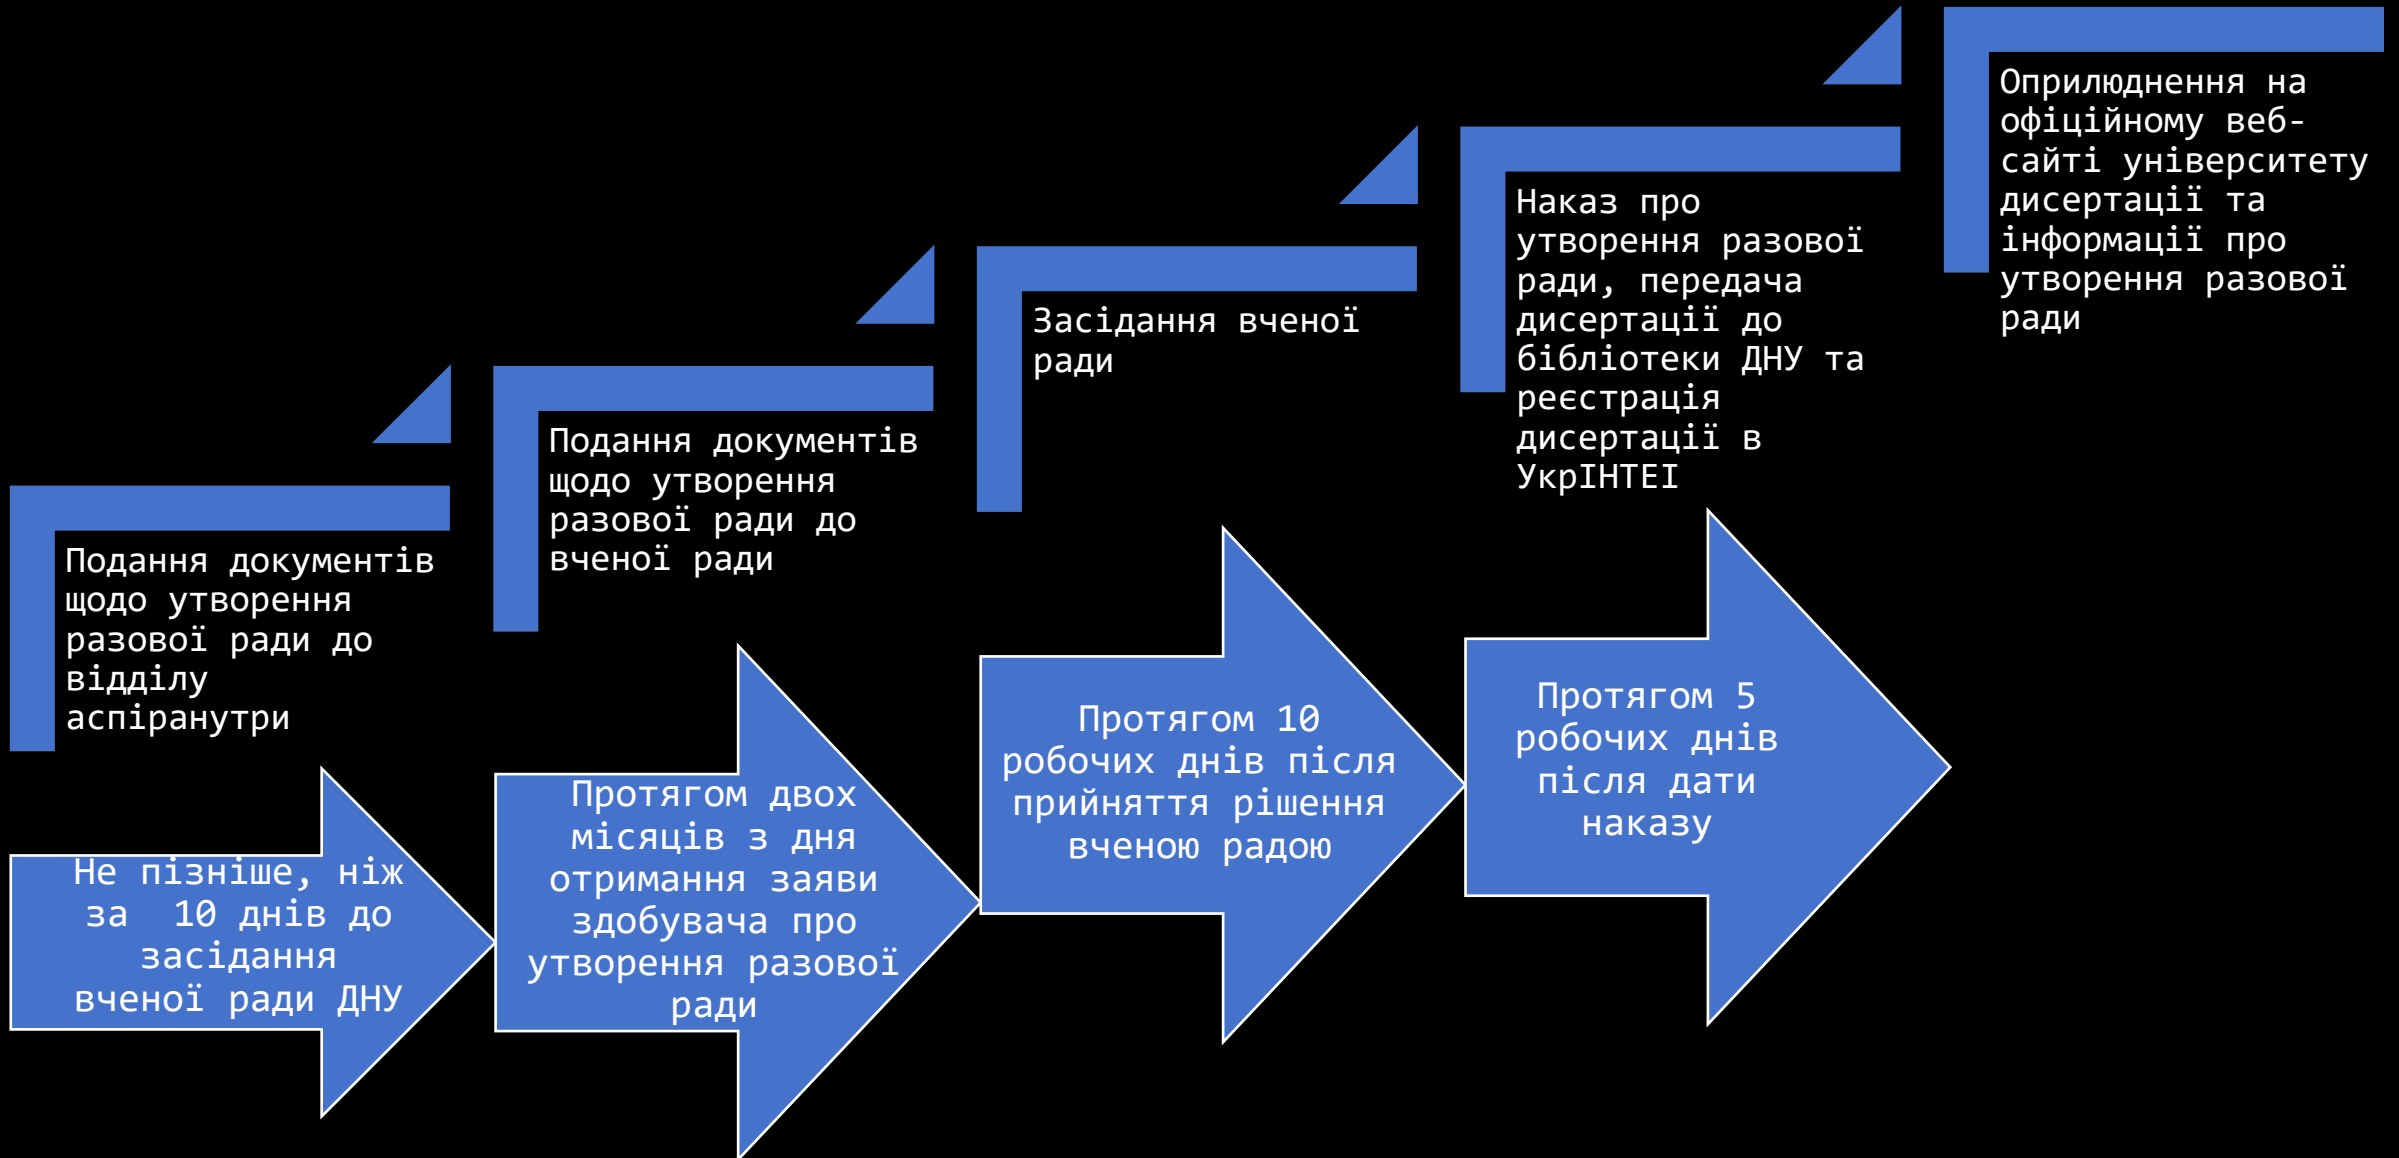 Подання документів
щодо утворення
разової ради до
відділу
аспіранутри
Подання документів
щодо утворення
разової ради до
вченої ради
Засідання вченої
ради
Наказ про
утворення разової
ради, передача
дисертації до
бібліотеки ДНУ та
реєстрація
дисертації в
УкрІНТЕІ
Оприлюднення на
офіційному веб-
сайті університету
дисертації та
інформації про
утворення разової
ради
Не пізніше, ніж
за  10 днів до
засідання
вченої ради ДНУ
Протягом двох
місяців з дня
отримання заяви
здобувача про
утворення разової
ради
Протягом 10
робочих днів після
прийняття рішення
вченою радою
Протягом 5
робочих днів
після дати
наказу